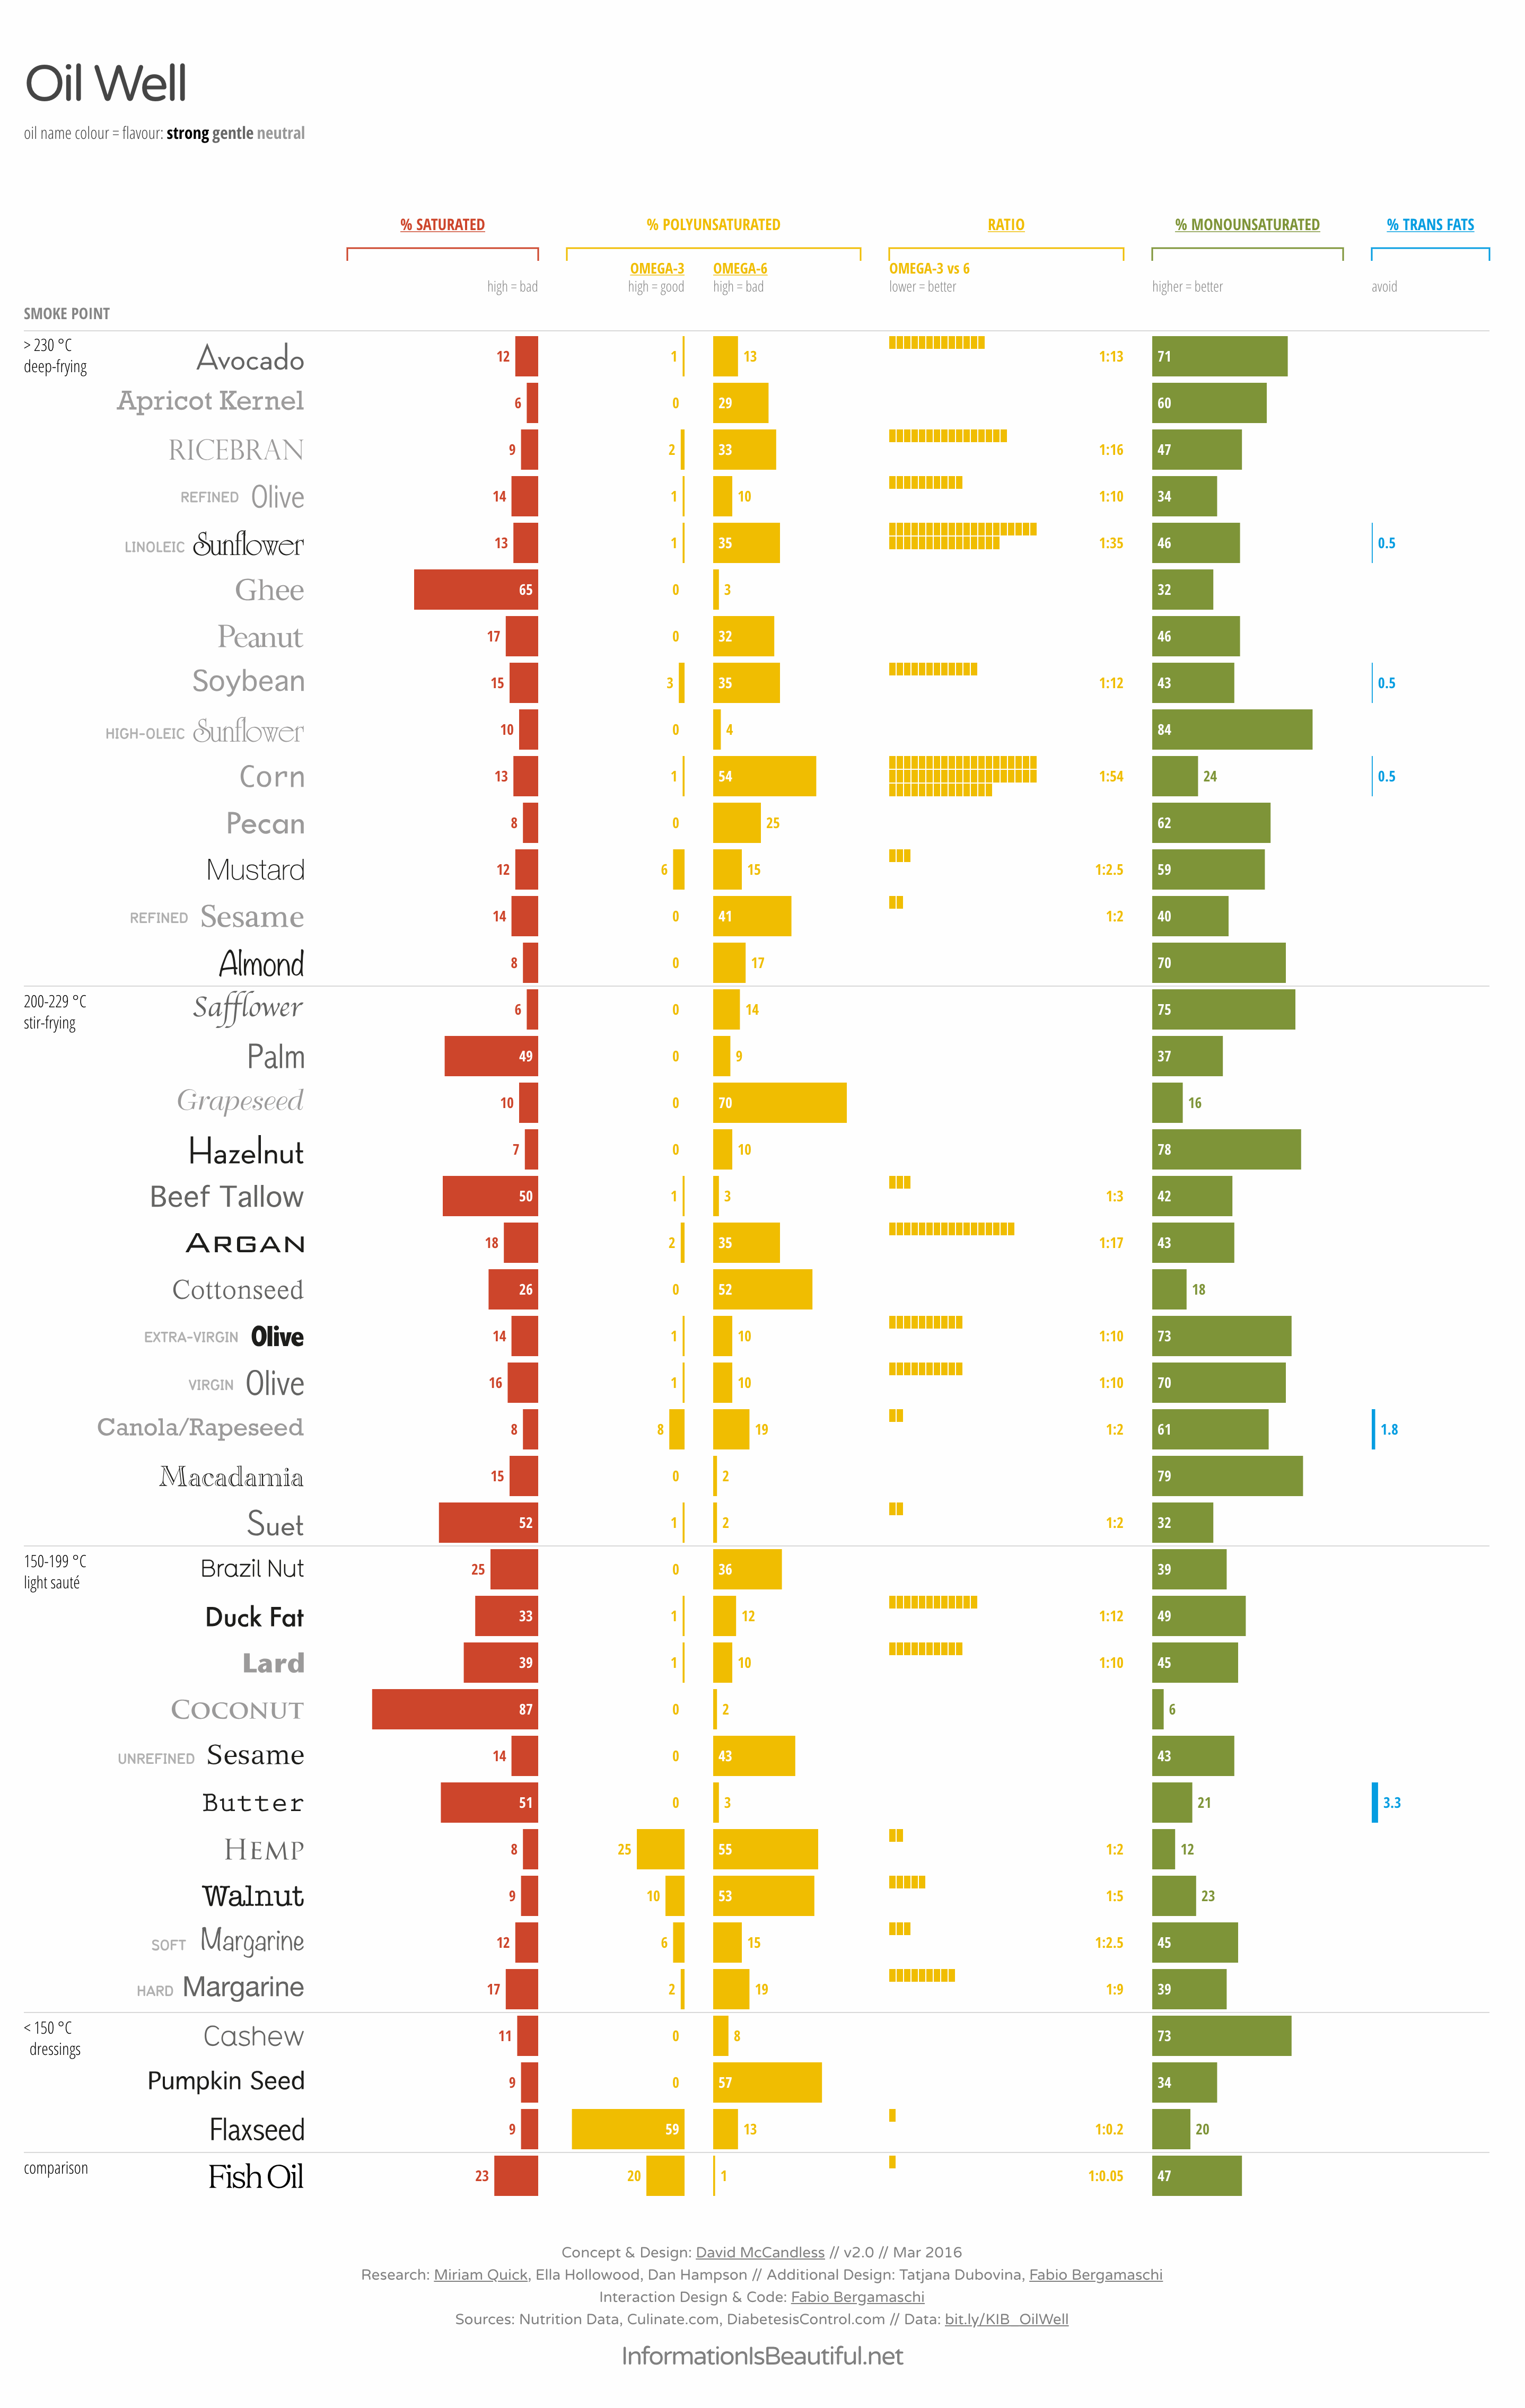 Oil Well
oil name colour = flavour: strong gentle neutral
% SATURATED % POLYUNSATURATED RATIO % MONOUNSATURATED % TRANS FATS
OMEGA-3 OMEGA-6 OMEGA-3 vs 6
high = bad high = good high = bad lower = better higher = better avoid
SMOKE POINT
> 230 °C
deep-frying
Avocado 12 1 13 1:13 71
Apricot Kernel 6 0 29 60
RICEBRAN 9 2 33 1:16 47
REFINED Olive 14 1 10 1:10 34
LINOLEIC Sunflower 13 1 35 1:35 46 0.5
Ghee 65 0 3 32
Peanut 17 0 32 46
Soybean 15 3 35 1:12 43 0.5
HIGH-OLEIC Sunflower 10 0 4 84
Corn 13 1 54 1:54 24 0.5
Pecan 8 0 25 62
Mustard 12 6 15 1:2.5 59
REFINED Sesame 14 0 41 1:2 40
Almond 8 0 17 70
200-229 °C
stir-frying
Safflower 6 0 14 75
Palm 49 0 9 37
Grapeseed 10 0 70 16
Hazelnut 7 0 10 78
Beef Tallow 50 1 3 1:3 42
ARGAN 18 2 35 1:17 43
Cottonseed 26 0 52 18
EXTRA-VIRGIN Olive 14 1 10 1:10 73
VIRGIN Olive 16 1 10 1:10 70
Canola/Rapeseed 8 8 19 1:2 61 1.8
Macadamia 15 0 2 79
Suet 52 1 2 1:2 32
150-199 °C
light sauté
Brazil Nut 25 0 36 39
Duck Fat 33 1 12 1:12 49
Lard 39 1 10 1:10 45
COCONUT 87 0 2 6
UNREFINED Sesame 14 0 43 43
Butter 51 0 3 21 3.3
HEMP 8 25 55 1:2 12
Walnut 9 10 53 1:5 23
SOFT Margarine 12 6 15 1:2.5 45
HARD Margarine 17 2 19 1:9 39
< 150 °C
dressings
Cashew 11 0 8 73
Pumpkin Seed 9 0 57 34
Flaxseed 9 59 13 1:0.2 20
comparison
Fish Oil 23 20 1 1:0.05 47
Concept & Design: David McCandless // v2.0 // Mar 2016
Research: Miriam Quick, Ella Hollowood, Dan Hampson // Additional Design: Tatjana Dubovina, Fabio Bergamaschi
Interaction Design & Code: Fabio Bergamaschi
Sources: Nutrition Data, Culinate.com, DiabetesisControl.com // Data: bit.ly/KIB_OilWell
InformationIsBeautiful.net